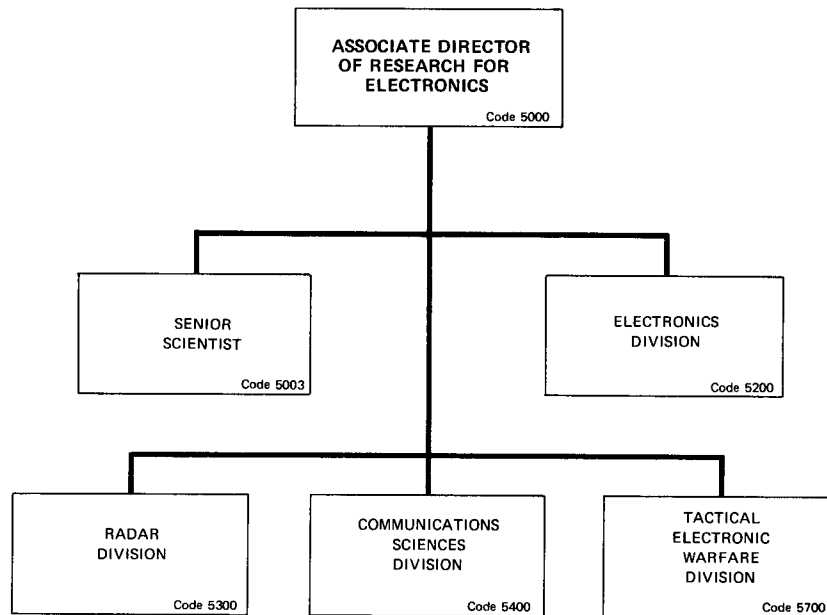 ASSOCIATE DIRECTOR
OF RESEARCH FOR
ELECTRONICS
Code 5000
SENIOR
SCIENTIST
Code 5003
ELECTRONICS
DIVISION
Code 5200
RADAR
DIVISION
Code 5300
COMMUNICATIONS
SCIENCES
DIVISION
Code 5400
TACTICAL
ELECTRONIC
WARFARE
DIVISION
Code 5700